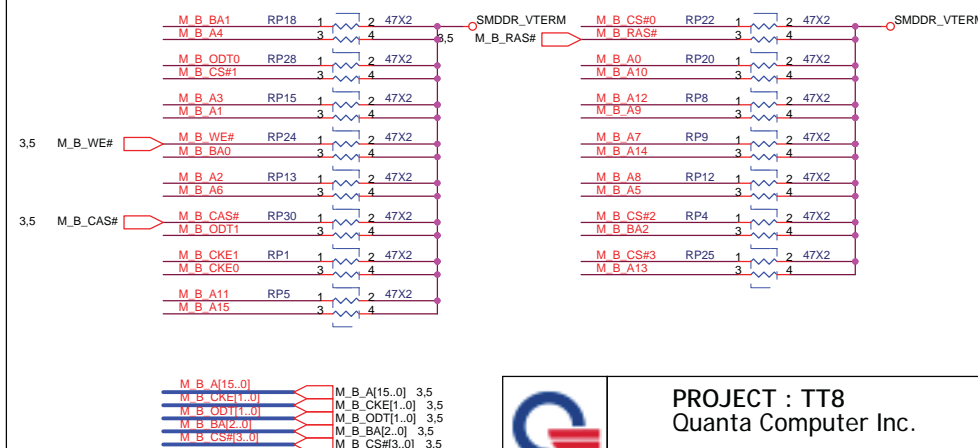 M_B_BA1 RP18 1 2 47X2 SMDDR_VTERM
M_B_A4 3 4
M_B_ODT0 RP28 1 2 47X2
M_B_CS#1 3 4
M_B_A3 RP15 1 2 47X2
M_B_A1 3 4
3,5 M_B_WE# M_B_WE# RP24 1 2 47X2
M_B_BA0 3 4
M_B_A2 RP13 1 2 47X2
M_B_A6 3 4
3,5 M_B_CAS# M_B_CAS# RP30 1 2 47X2
M_B_ODT1 3 4
M_B_CKE1 RP1 1 2 47X2
M_B_CKE0 3 4
M_B_A11 RP5 1 2 47X2
M_B_A15 3 4
M_B_CS#0 RP22 1 2 47X2 SMDDR_VTERM
3,5 M_B_RAS# M_B_RAS# 3 4
M_B_A0 RP20 1 2 47X2
M_B_A10 3 4
M_B_A12 RP8 1 2 47X2
M_B_A9 3 4
M_B_A7 RP9 1 2 47X2
M_B_A14 3 4
M_B_A8 RP12 1 2 47X2
M_B_A5 3 4
M_B_CS#2 RP4 1 2 47X2
M_B_BA2 3 4
M_B_CS#3 RP25 1 2 47X2
M_B_A13 3 4
M_B_A[15..0] M_B_A[15..0] 3,5
M_B_CKE[1..0] M_B_CKE[1..0] 3,5
M_B_ODT[1..0] M_B_ODT[1..0] 3,5
M_B_BA[2..0] M_B_BA[2..0] 3,5
M_B_CS#[3..0] M_B_CS#[3..0] 3,5
PROJECT : TT8
Quanta Computer Inc.